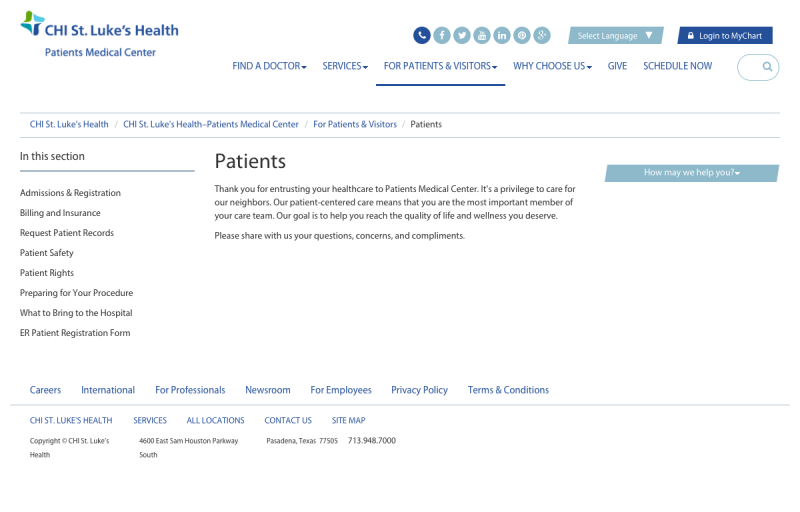 CHI St. Luke's Health
Patients Medical Center
Select Language ▼
Login to MyChart
FIND A DOCTOR SERVICES FOR PATIENTS & VISITORS WHY CHOOSE US GIVE SCHEDULE NOW
CHI St. Luke's Health / CHI St. Luke's Health–Patients Medical Center / For Patients & Visitors / Patients
In this section
Admissions & Registration
Billing and Insurance
Request Patient Records
Patient Safety
Patient Rights
Preparing for Your Procedure
What to Bring to the Hospital
ER Patient Registration Form
Patients
Thank you for entrusting your healthcare to Patients Medical Center. It's a privilege to care for
our neighbors. Our patient-centered care means that you are the most important member of
your care team. Our goal is to help you reach the quality of life and wellness you deserve.
Please share with us your questions, concerns, and compliments.
How may we help you?
Careers International For Professionals Newsroom For Employees Privacy Policy Terms & Conditions
CHI ST. LUKE'S HEALTH SERVICES ALL LOCATIONS CONTACT US SITE MAP
Copyright © CHI St. Luke's
Health
4600 East Sam Houston Parkway
South
Pasadena, Texas 77505 713.948.7000